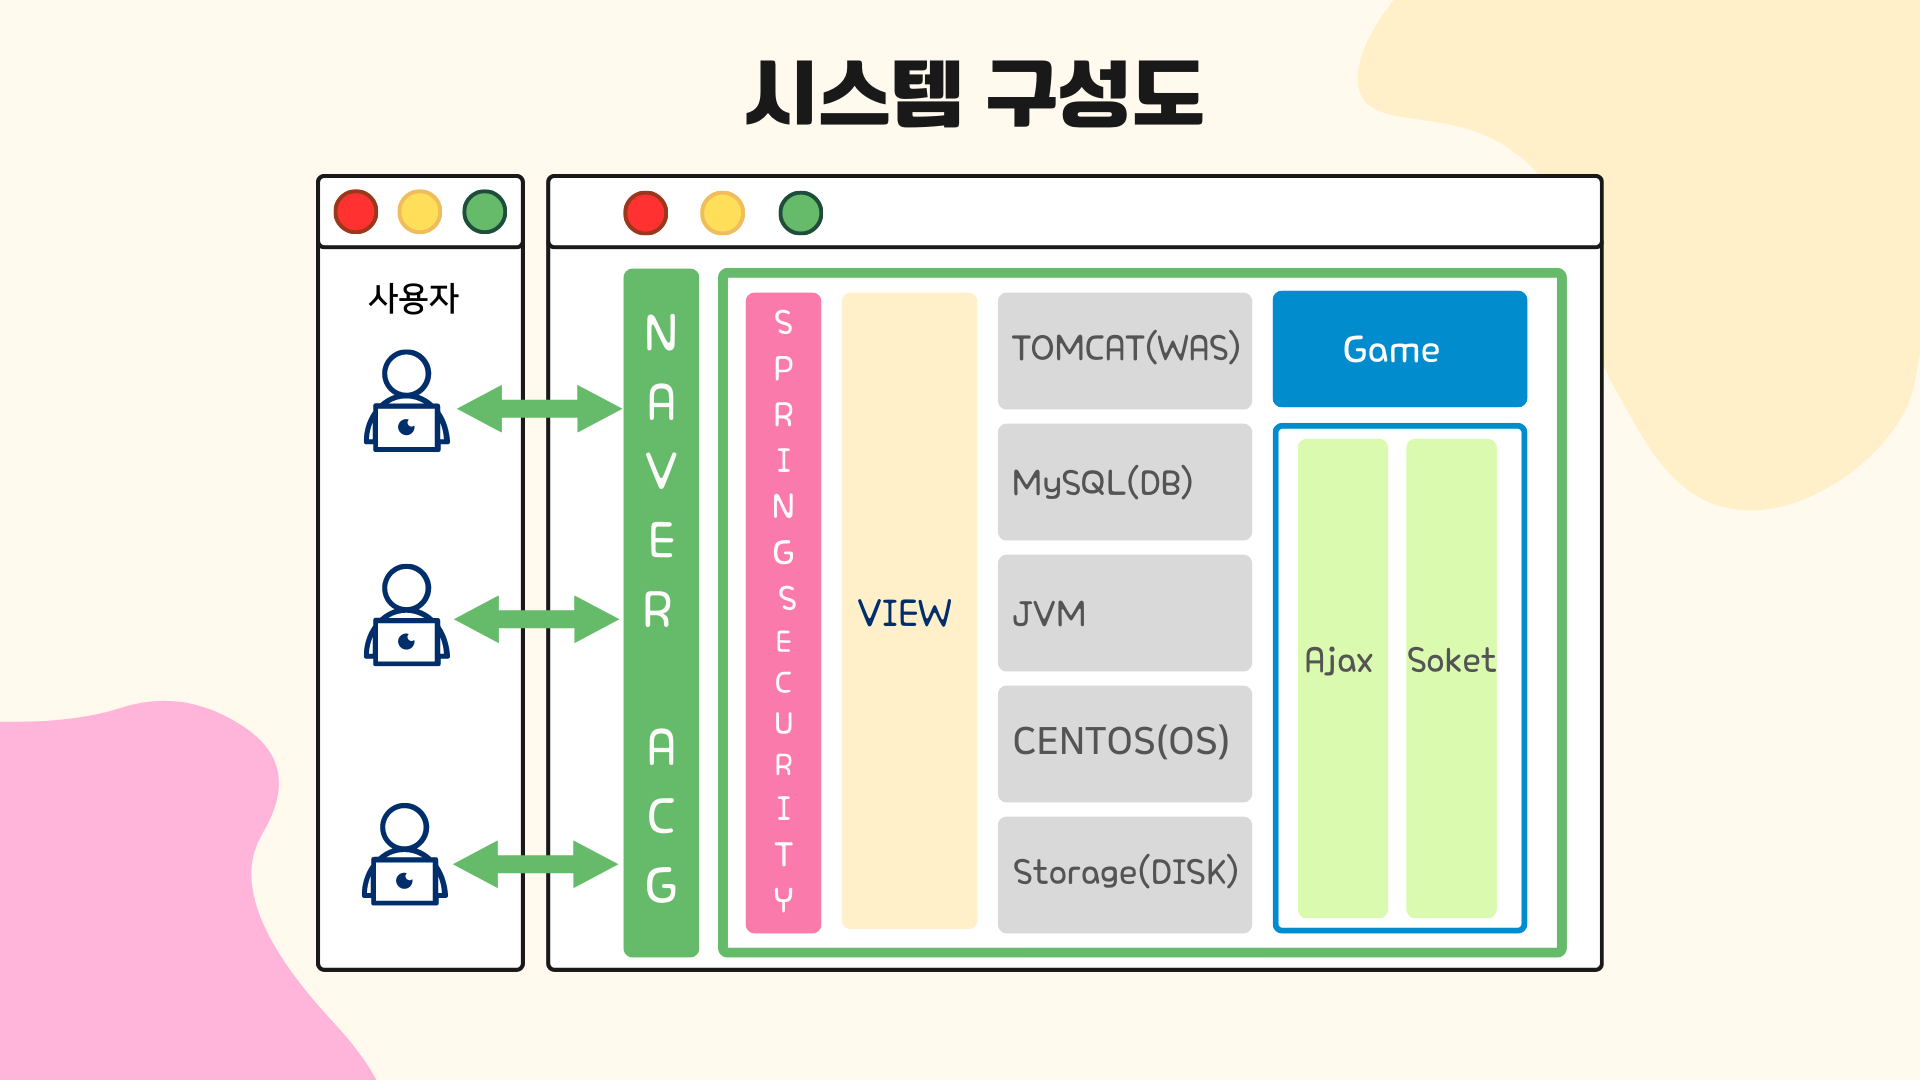 시스템 구성도
사용자
NAVER ACG
SPRINGSECURITY
VIEW
TOMCAT(WAS)
MySQL(DB)
JVM
CENTOS(OS)
Storage(DISK)
Game
Ajax
Soket